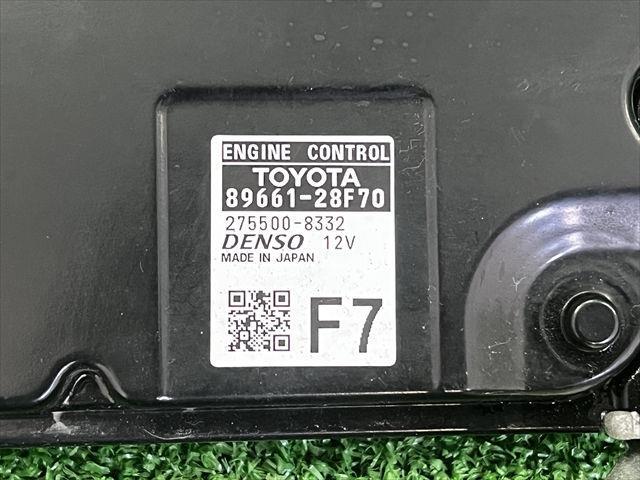 ENGINE CONTROL
TOYOTA
89661-28F70
275500-8332
DENSO 12V
MADE IN JAPAN
F7